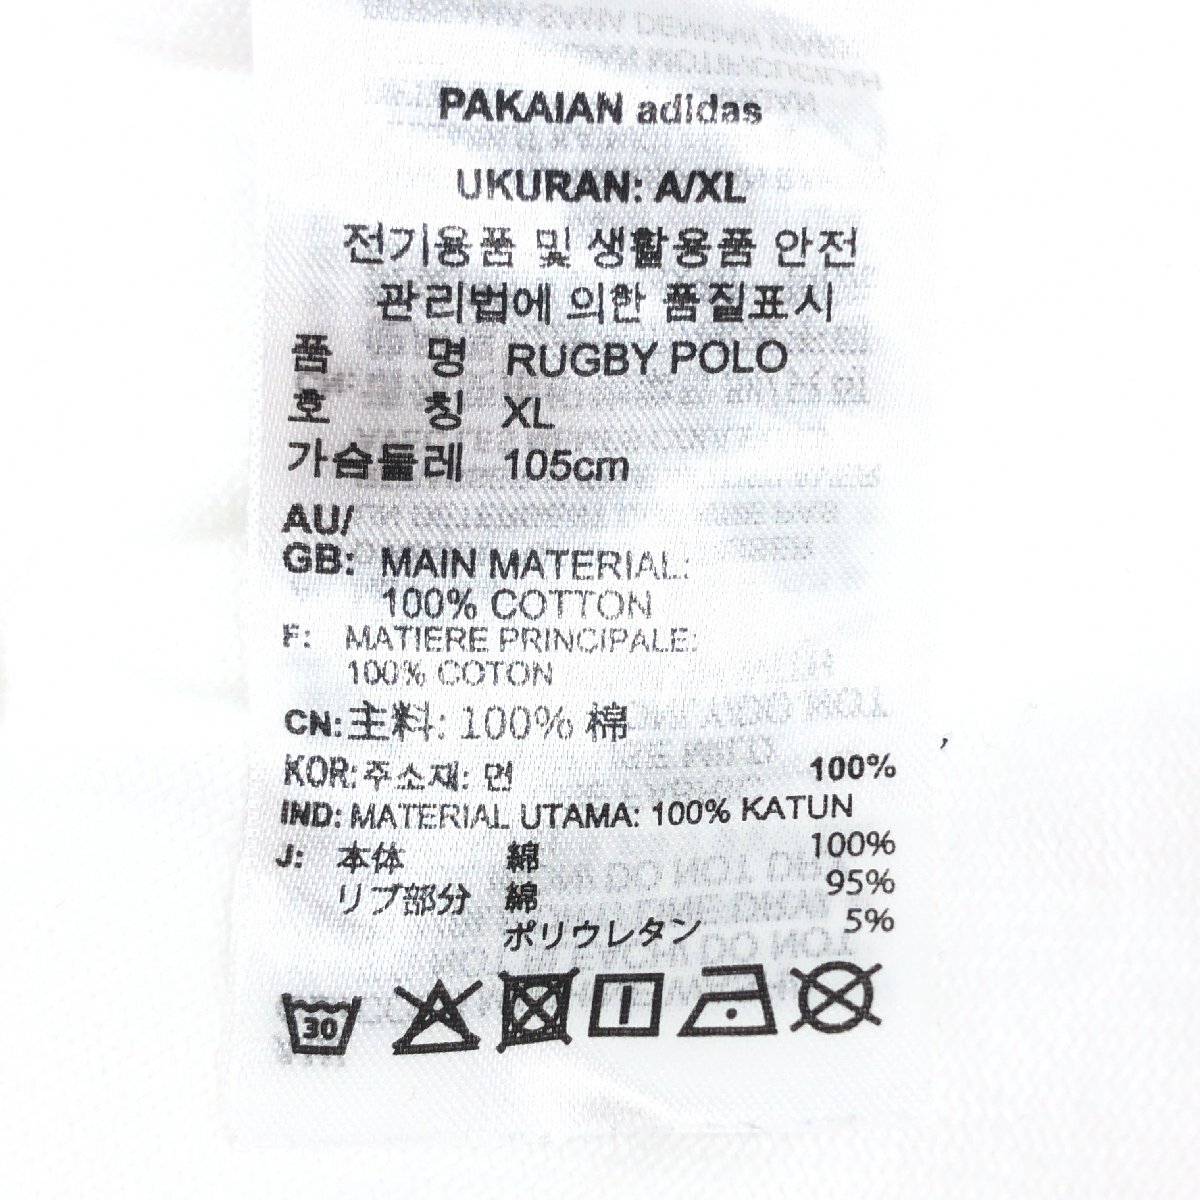 PAKAIAN adidas
UKURAN: A/XL
전기용품 및 생활용품 안전
관리법에 의한 품질표시
품 명 RUGBY POLO
호 칭 XL
가슴둘레 105cm
AU/
GB: MAIN MATERIAL:
100% COTTON
F: MATIERE PRINCIPALE:
100% COTON
CN: 主料: 100% 棉
KOR: 주소재: 면 100%
IND: MATERIAL UTAMA: 100% KATUN
J: 本体 綿 100%
リブ部分 綿 95%
ポリウレタン 5%
30